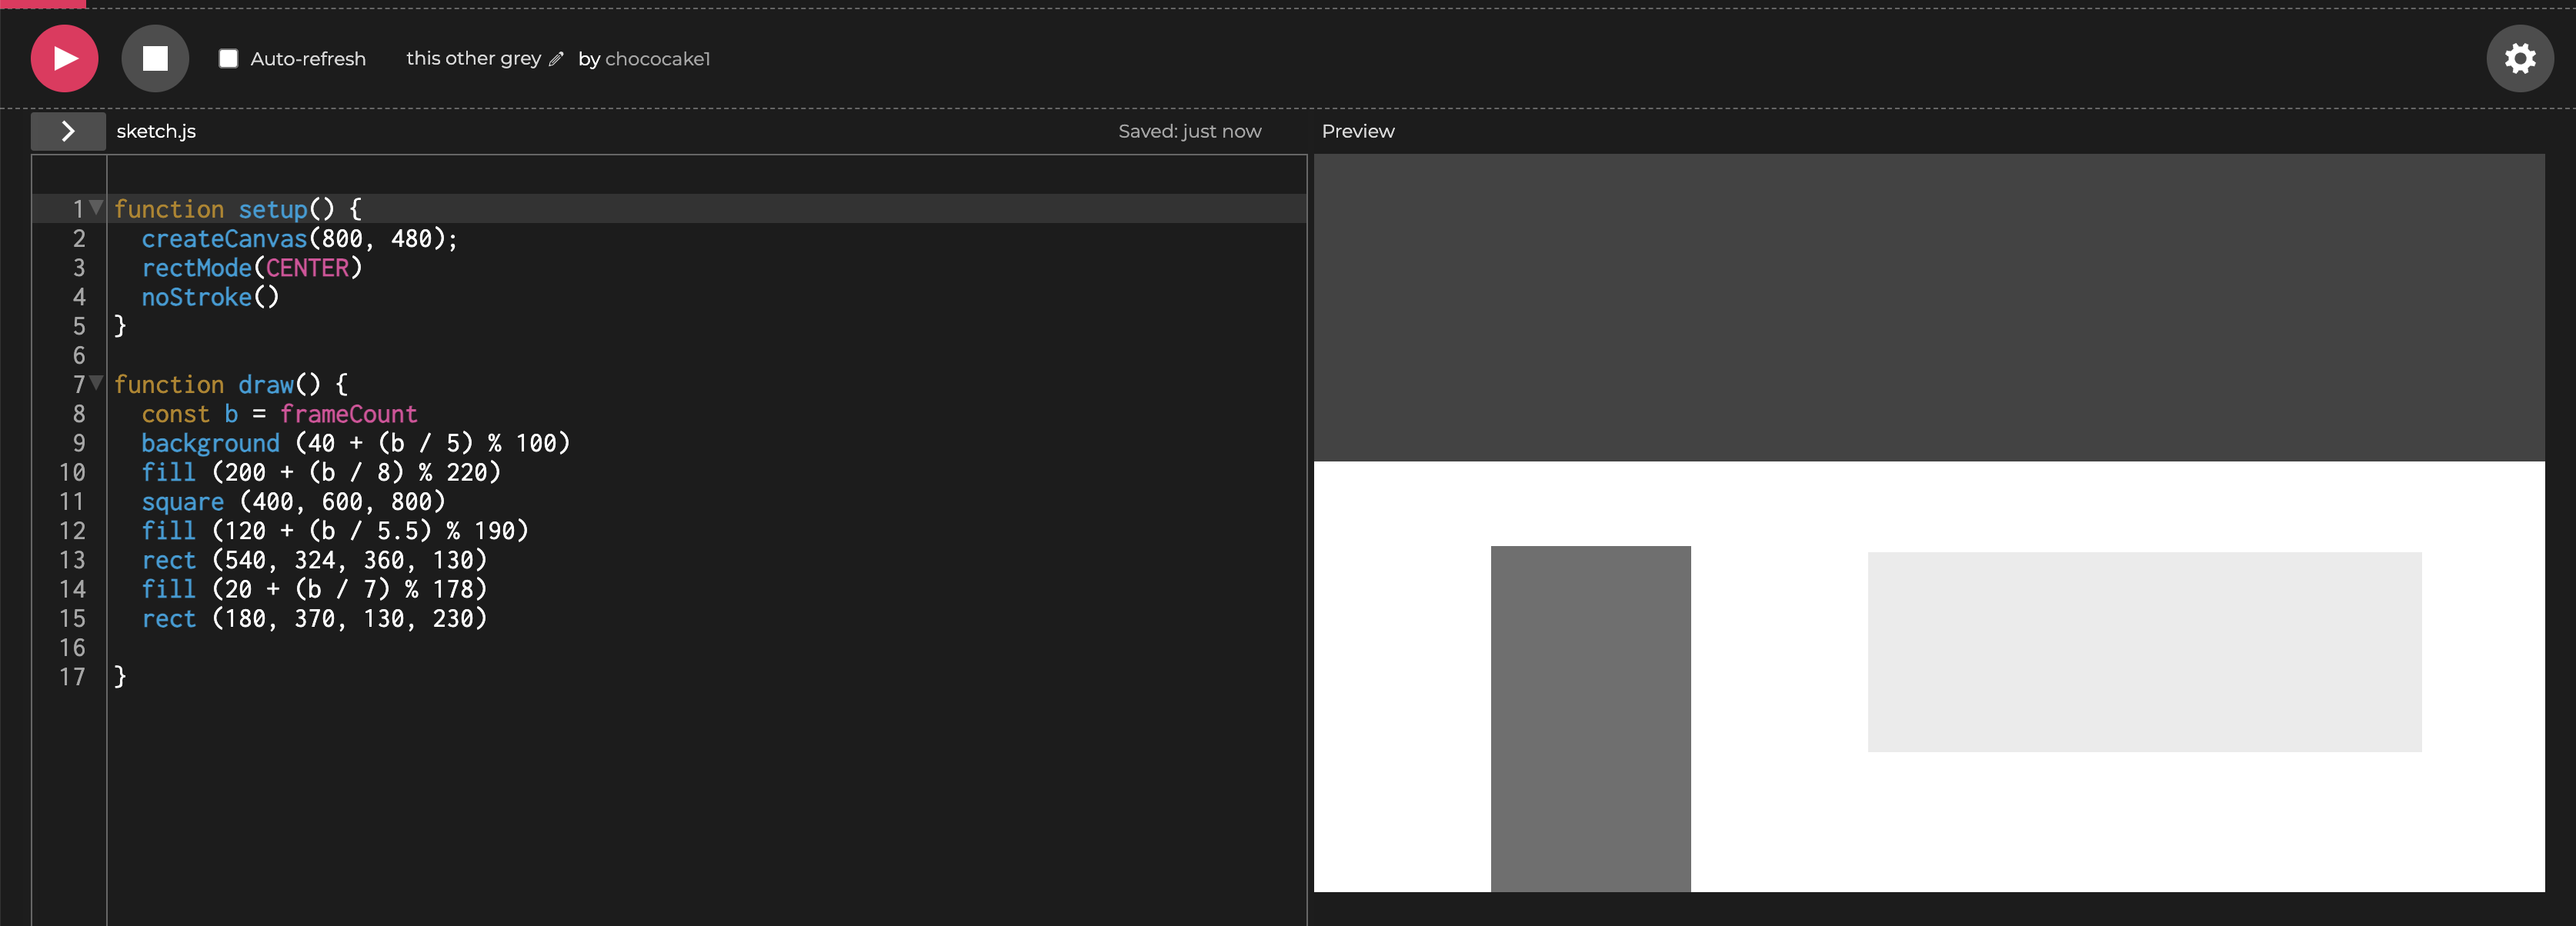 Auto-refresh this other grey by chococake1
sketch.js Saved: just now Preview
1 function setup() {
2 createCanvas(800, 480);
3 rectMode(CENTER)
4 noStroke()
5 }
6
7 function draw() {
8 const b = frameCount
9 background (40 + (b / 5) % 100)
10 fill (200 + (b / 8) % 220)
11 square (400, 600, 800)
12 fill (120 + (b / 5.5) % 190)
13 rect (540, 324, 360, 130)
14 fill (20 + (b / 7) % 178)
15 rect (180, 370, 130, 230)
16
17 }